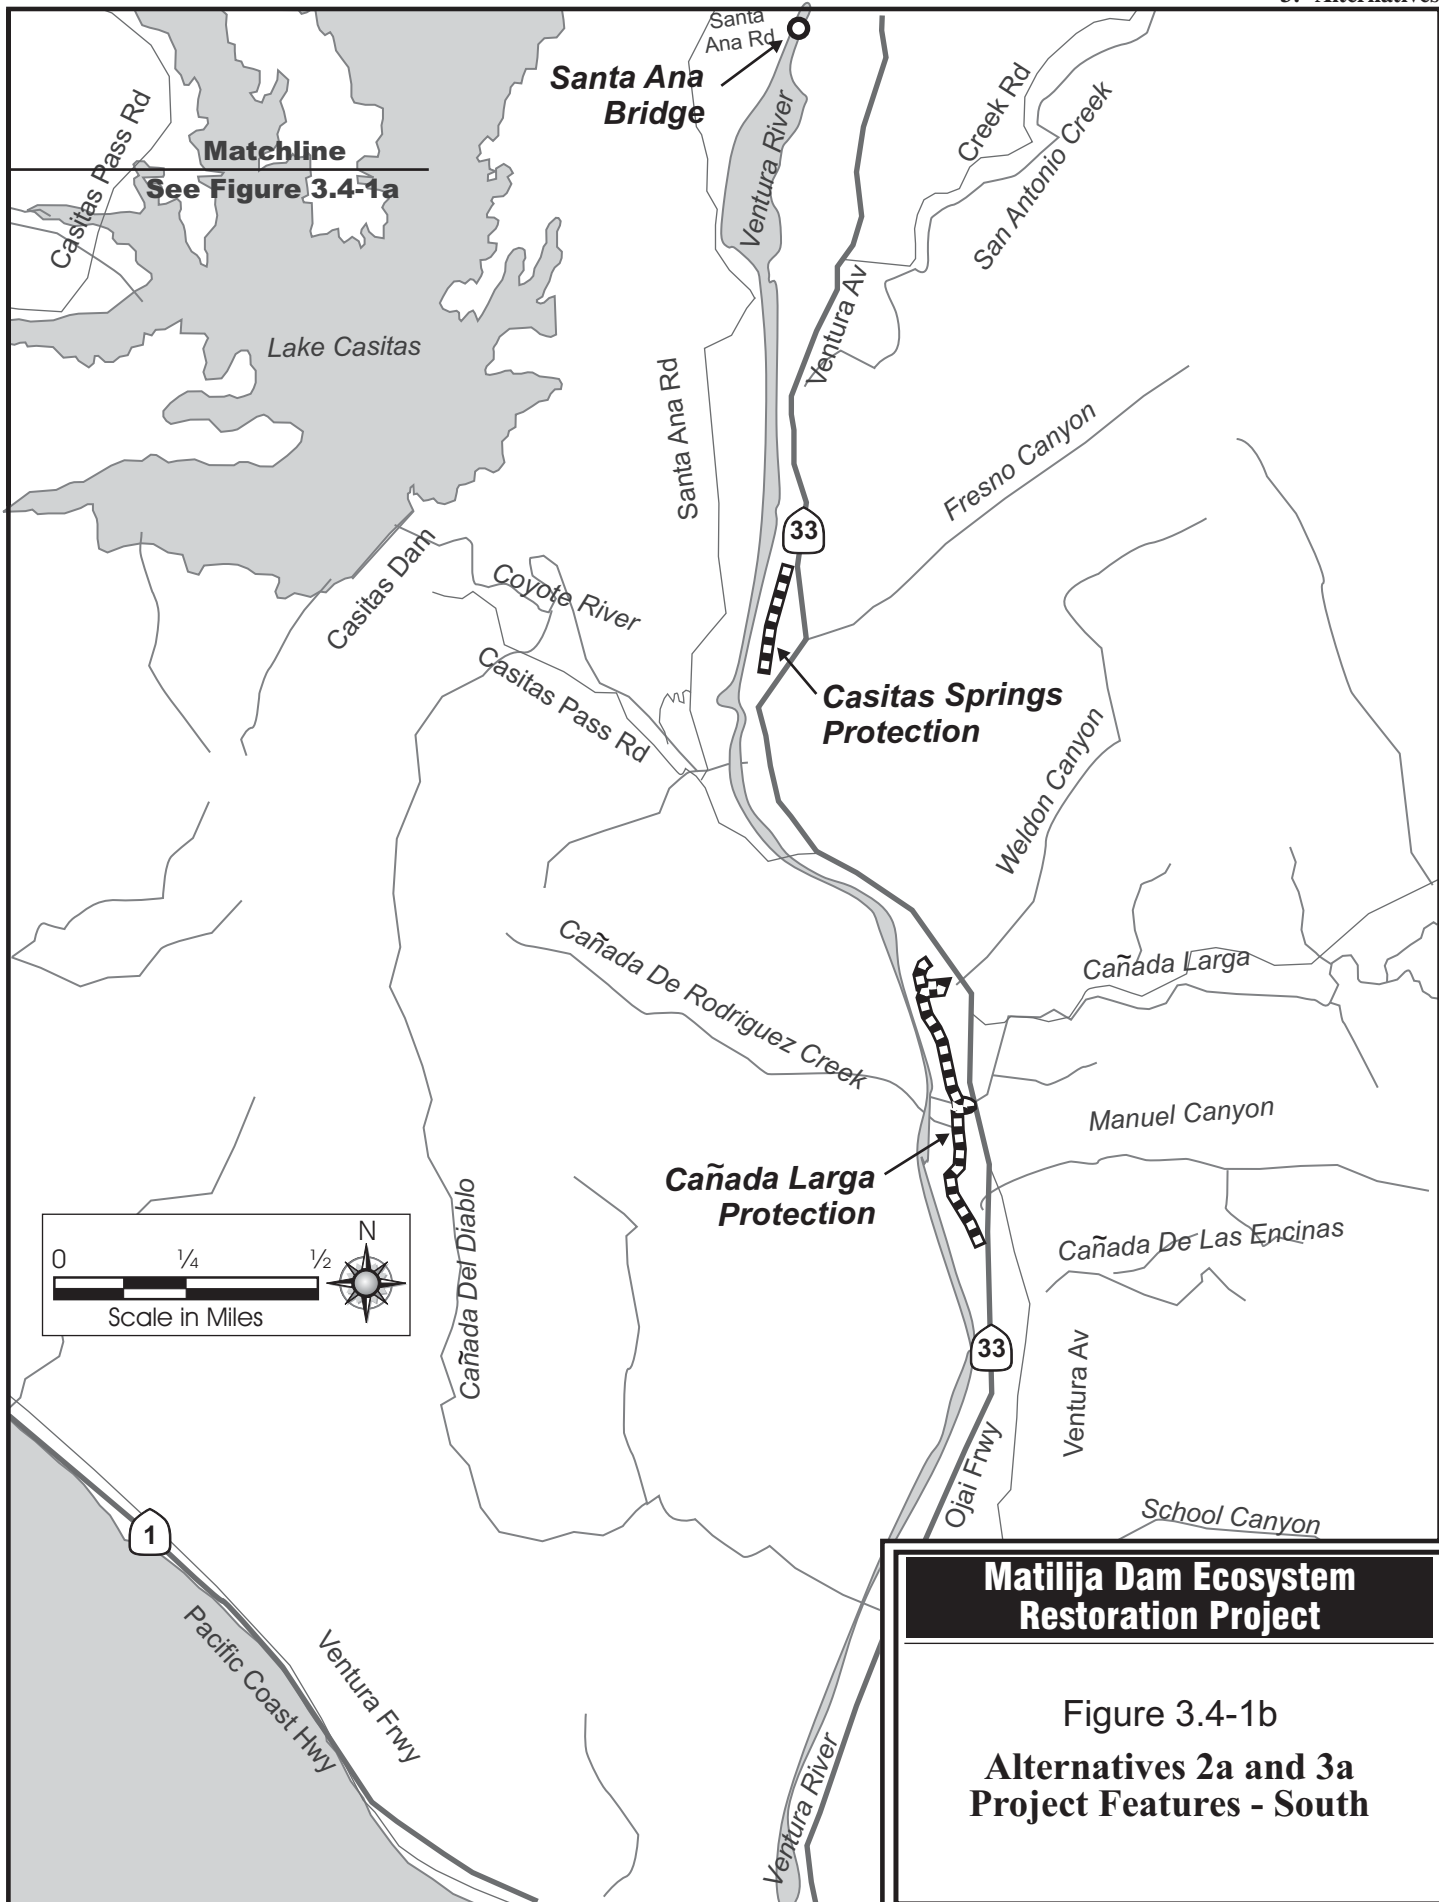 3. Alternatives
Santa
Ana Rd
Santa Ana
Bridge
Ventura River
Creek Rd
San Antonio Creek
Casitas Pass Rd
Matchline
See Figure 3.4-1a
Lake Casitas
Ventura Av
Santa Ana Rd
Fresno Canyon
33
Casitas Dam
Coyote River
Casitas Pass Rd
Casitas Springs
Protection
Weldon Canyon
Cañada De Rodriguez Creek
Cañada Larga
Manuel Canyon
Cañada Larga
Protection
Cañada De Las Encinas
Cañada Del Diablo
0 ¼ ½
N
Scale in Miles
33
Ventura Av
Ojai Frwy
School Canyon
1
Pacific Coast Hwy
Ventura Frwy
Ventura River
Matilija Dam Ecosystem
Restoration Project
Figure 3.4-1b
Alternatives 2a and 3a
Project Features - South